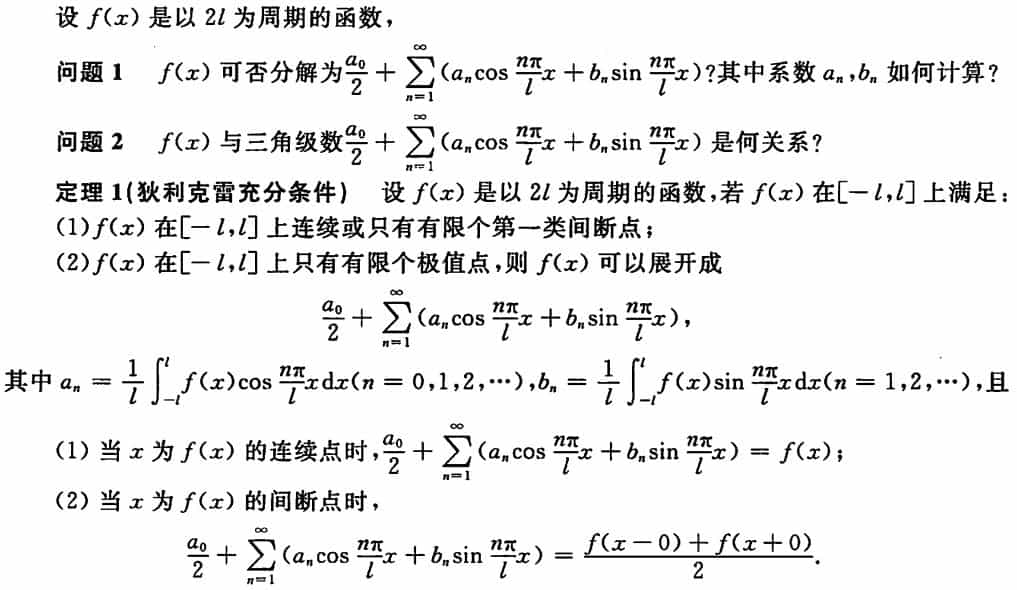 设 f(x) 是以 2l 为周期的函数,
问题 1 f(x) 可否分解为 $\frac{a_0}{2} + \sum_{n=1}^{\infty}(a_n\cos\frac{n\pi}{l}x + b_n\sin\frac{n\pi}{l}x)$?其中系数 $a_n, b_n$ 如何计算?
问题 2 f(x) 与三角级数 $\frac{a_0}{2} + \sum_{n=1}^{\infty}(a_n\cos\frac{n\pi}{l}x + b_n\sin\frac{n\pi}{l}x)$ 是何关系?
定理 1(狄利克雷充分条件) 设 f(x) 是以 2l 为周期的函数,若 f(x) 在[-l,l] 上满足:
(1)f(x) 在[-l,l] 上连续或只有有限个第一类间断点;
(2)f(x) 在[-l,l] 上只有有限个极值点,则 f(x) 可以展开成
$\frac{a_0}{2} + \sum_{n=1}^{\infty}(a_n\cos\frac{n\pi}{l}x + b_n\sin\frac{n\pi}{l}x),$
其中 $a_n = \frac{1}{l}\int_{-l}^{l}f(x)\cos\frac{n\pi}{l}xdx(n = 0,1,2,\cdots), b_n = \frac{1}{l}\int_{-l}^{l}f(x)\sin\frac{n\pi}{l}xdx(n = 1,2,\cdots)$,且
(1) 当 x 为 f(x) 的连续点时,$\frac{a_0}{2} + \sum_{n=1}^{\infty}(a_n\cos\frac{n\pi}{l}x + b_n\sin\frac{n\pi}{l}x) = f(x)$;
(2) 当 x 为 f(x) 的间断点时,
$\frac{a_0}{2} + \sum_{n=1}^{\infty}(a_n\cos\frac{n\pi}{l}x + b_n\sin\frac{n\pi}{l}x) = \frac{f(x-0)+f(x+0)}{2}.$